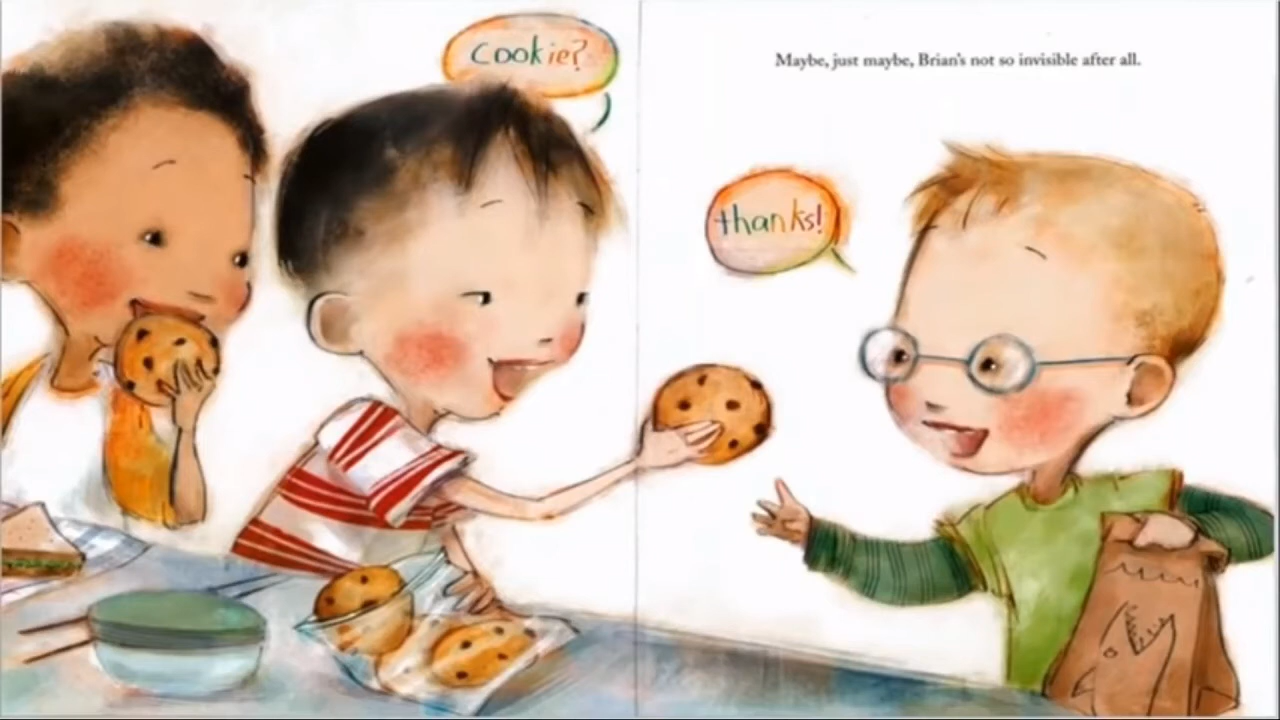 Cookie?
Maybe, just maybe, Brian's not so invisible after all.
thanks!